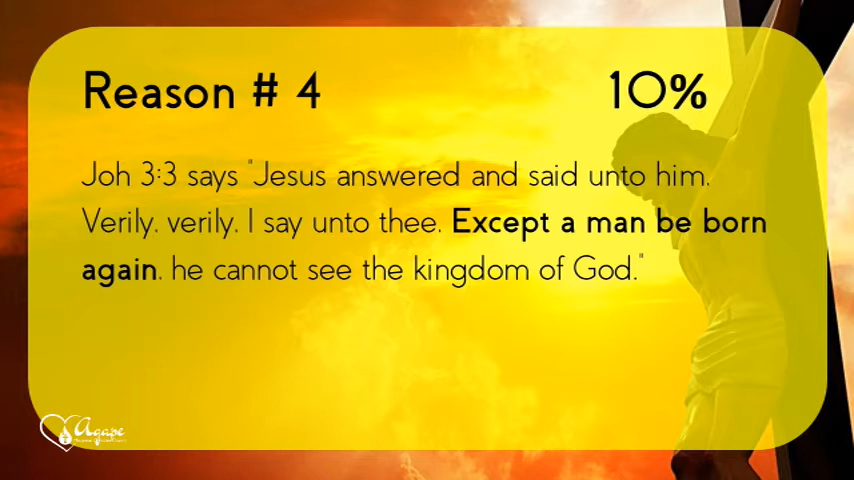 Reason # 4 10%
Joh 3:3 says "Jesus answered and said unto him.
Verily. verily. I say unto thee. Except a man be born
again. he cannot see the kingdom of God."
Agape